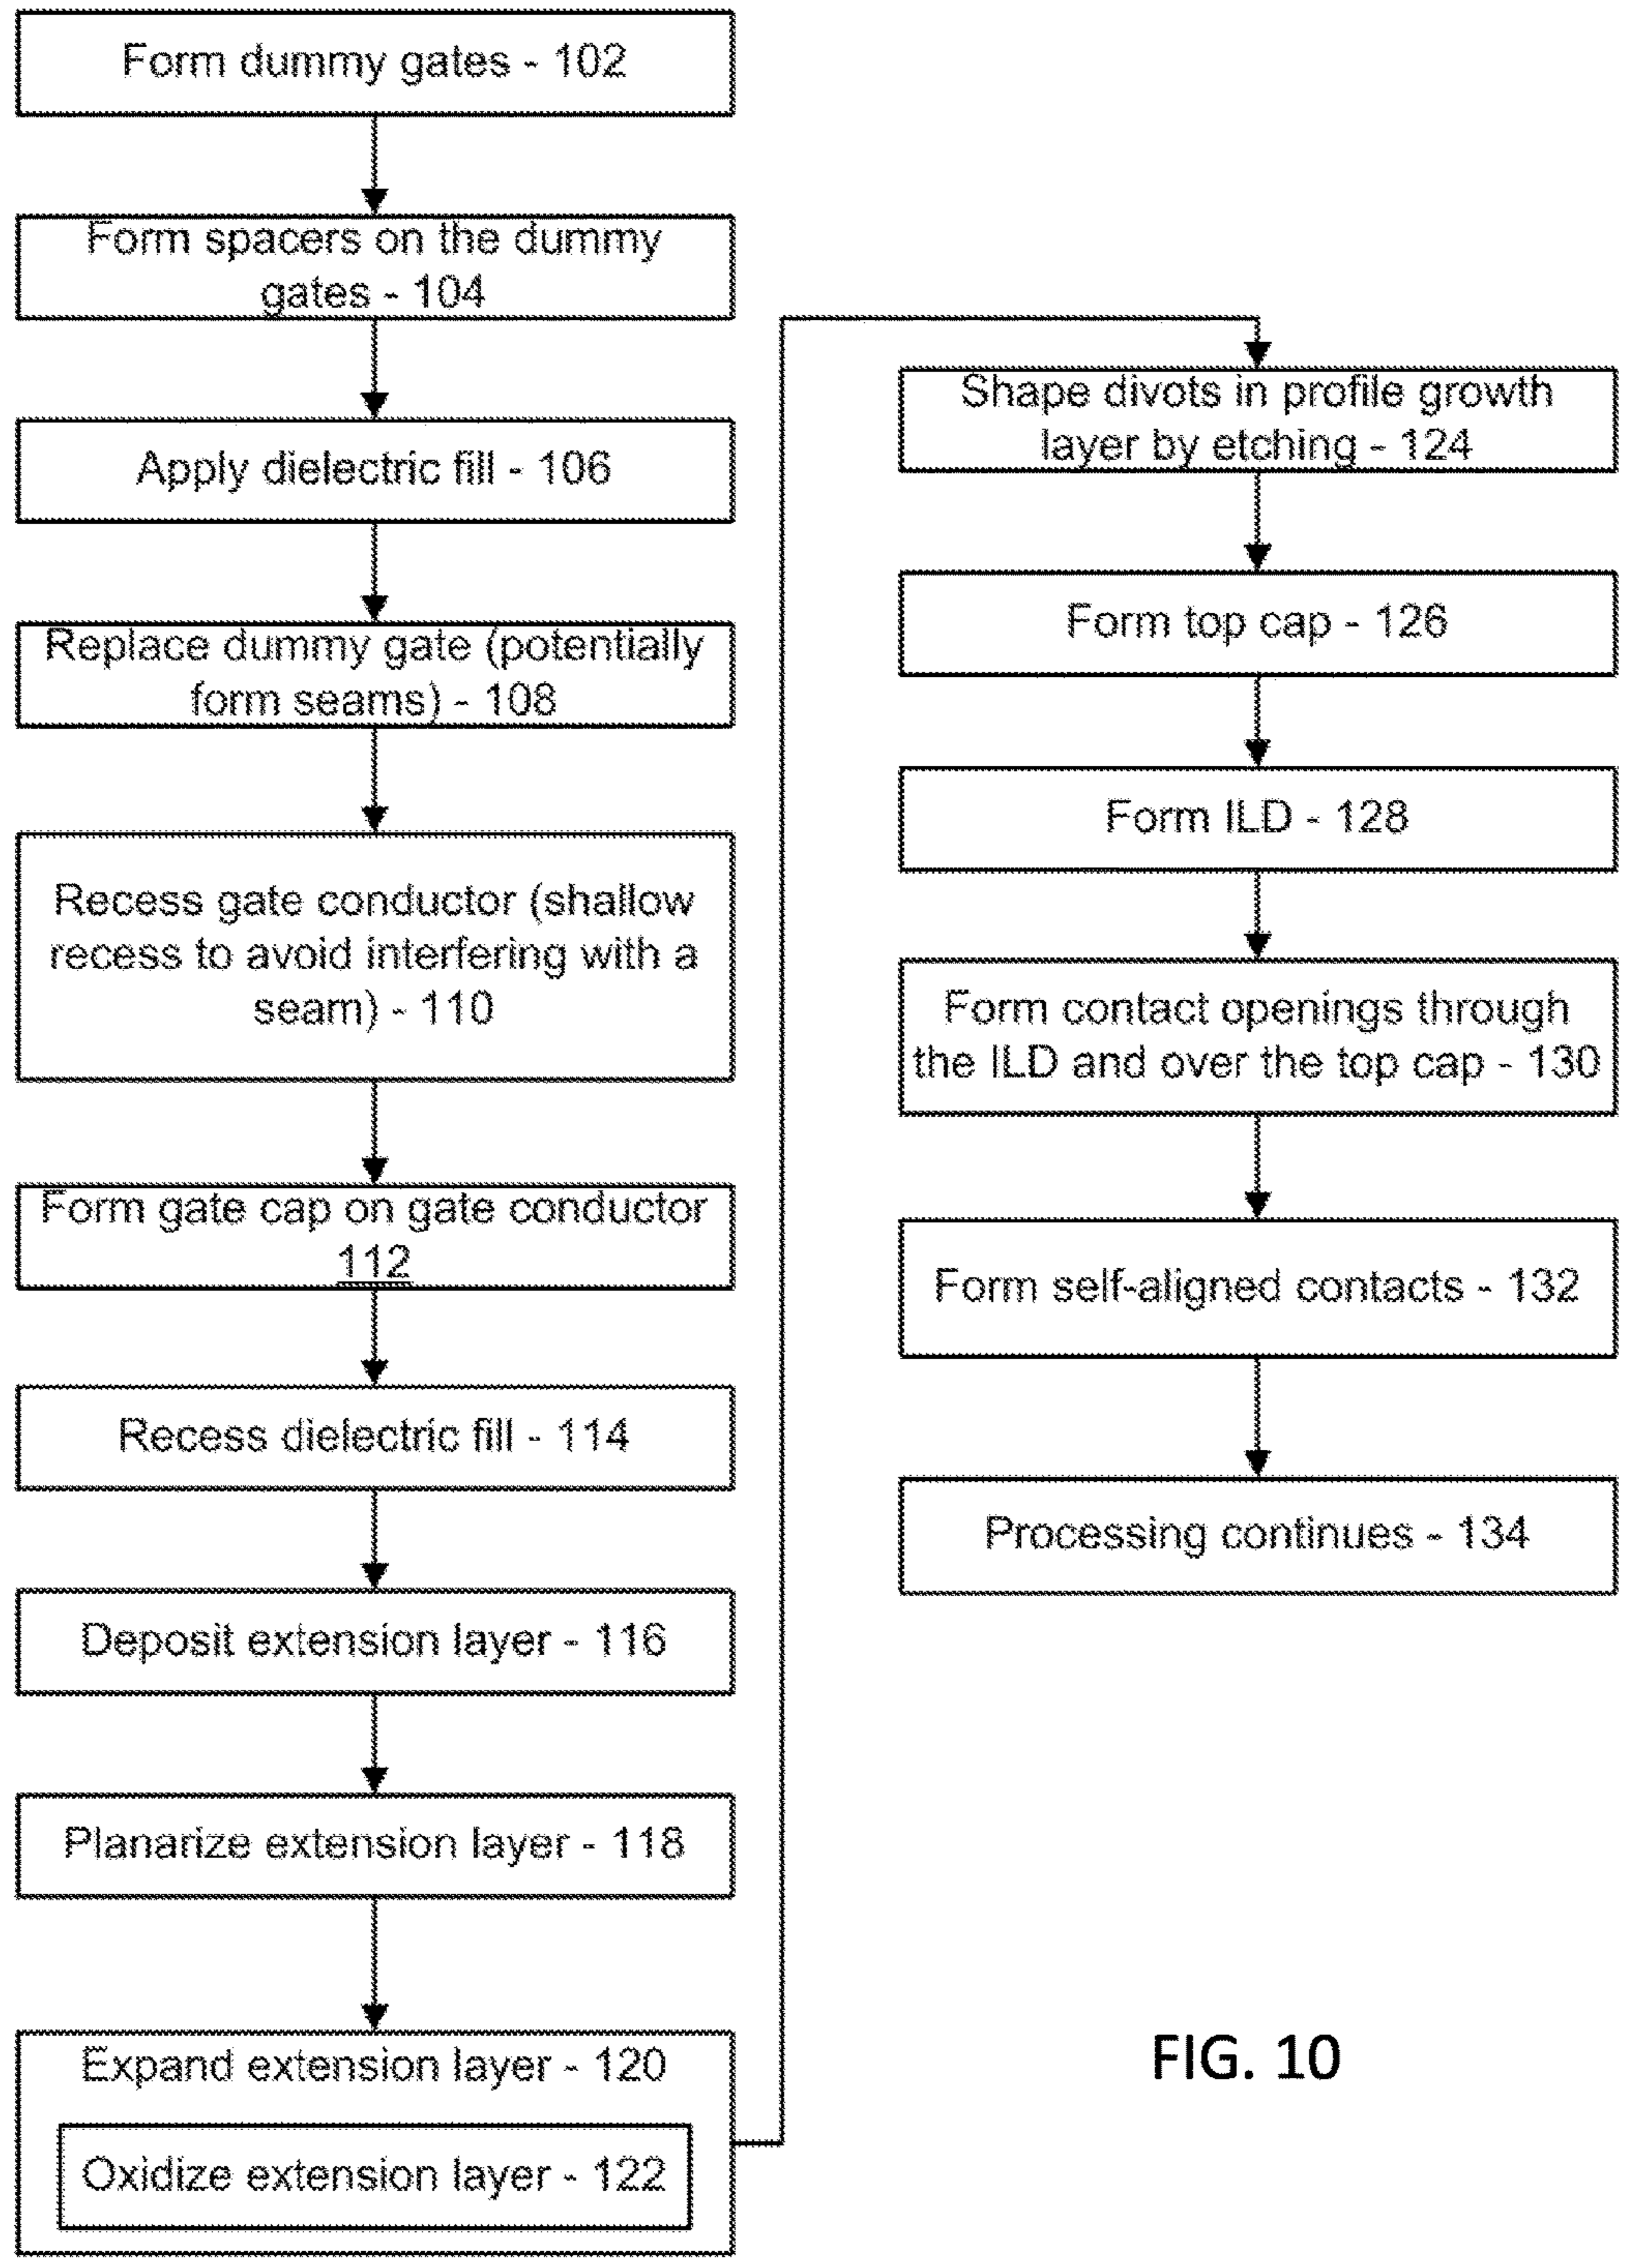 Form dummy gates - 102
Form spacers on the dummy
gates - 104
Apply dielectric fill - 106
Replace dummy gate (potentially
form seams) - 108
Recess gate conductor (shallow
recess to avoid interfering with a
seam) - 110
Form gate cap on gate conductor
112
Recess dielectric fill - 114
Deposit extension layer - 116
Planarize extension layer - 118
Expand extension layer - 120
Oxidize extension layer - 122
Shape divots in profile growth
layer by etching - 124
Form top cap - 126
Form ILD - 128
Form contact openings through
the ILD and over the top cap - 130
Form self-aligned contacts - 132
Processing continues - 134
FIG. 10